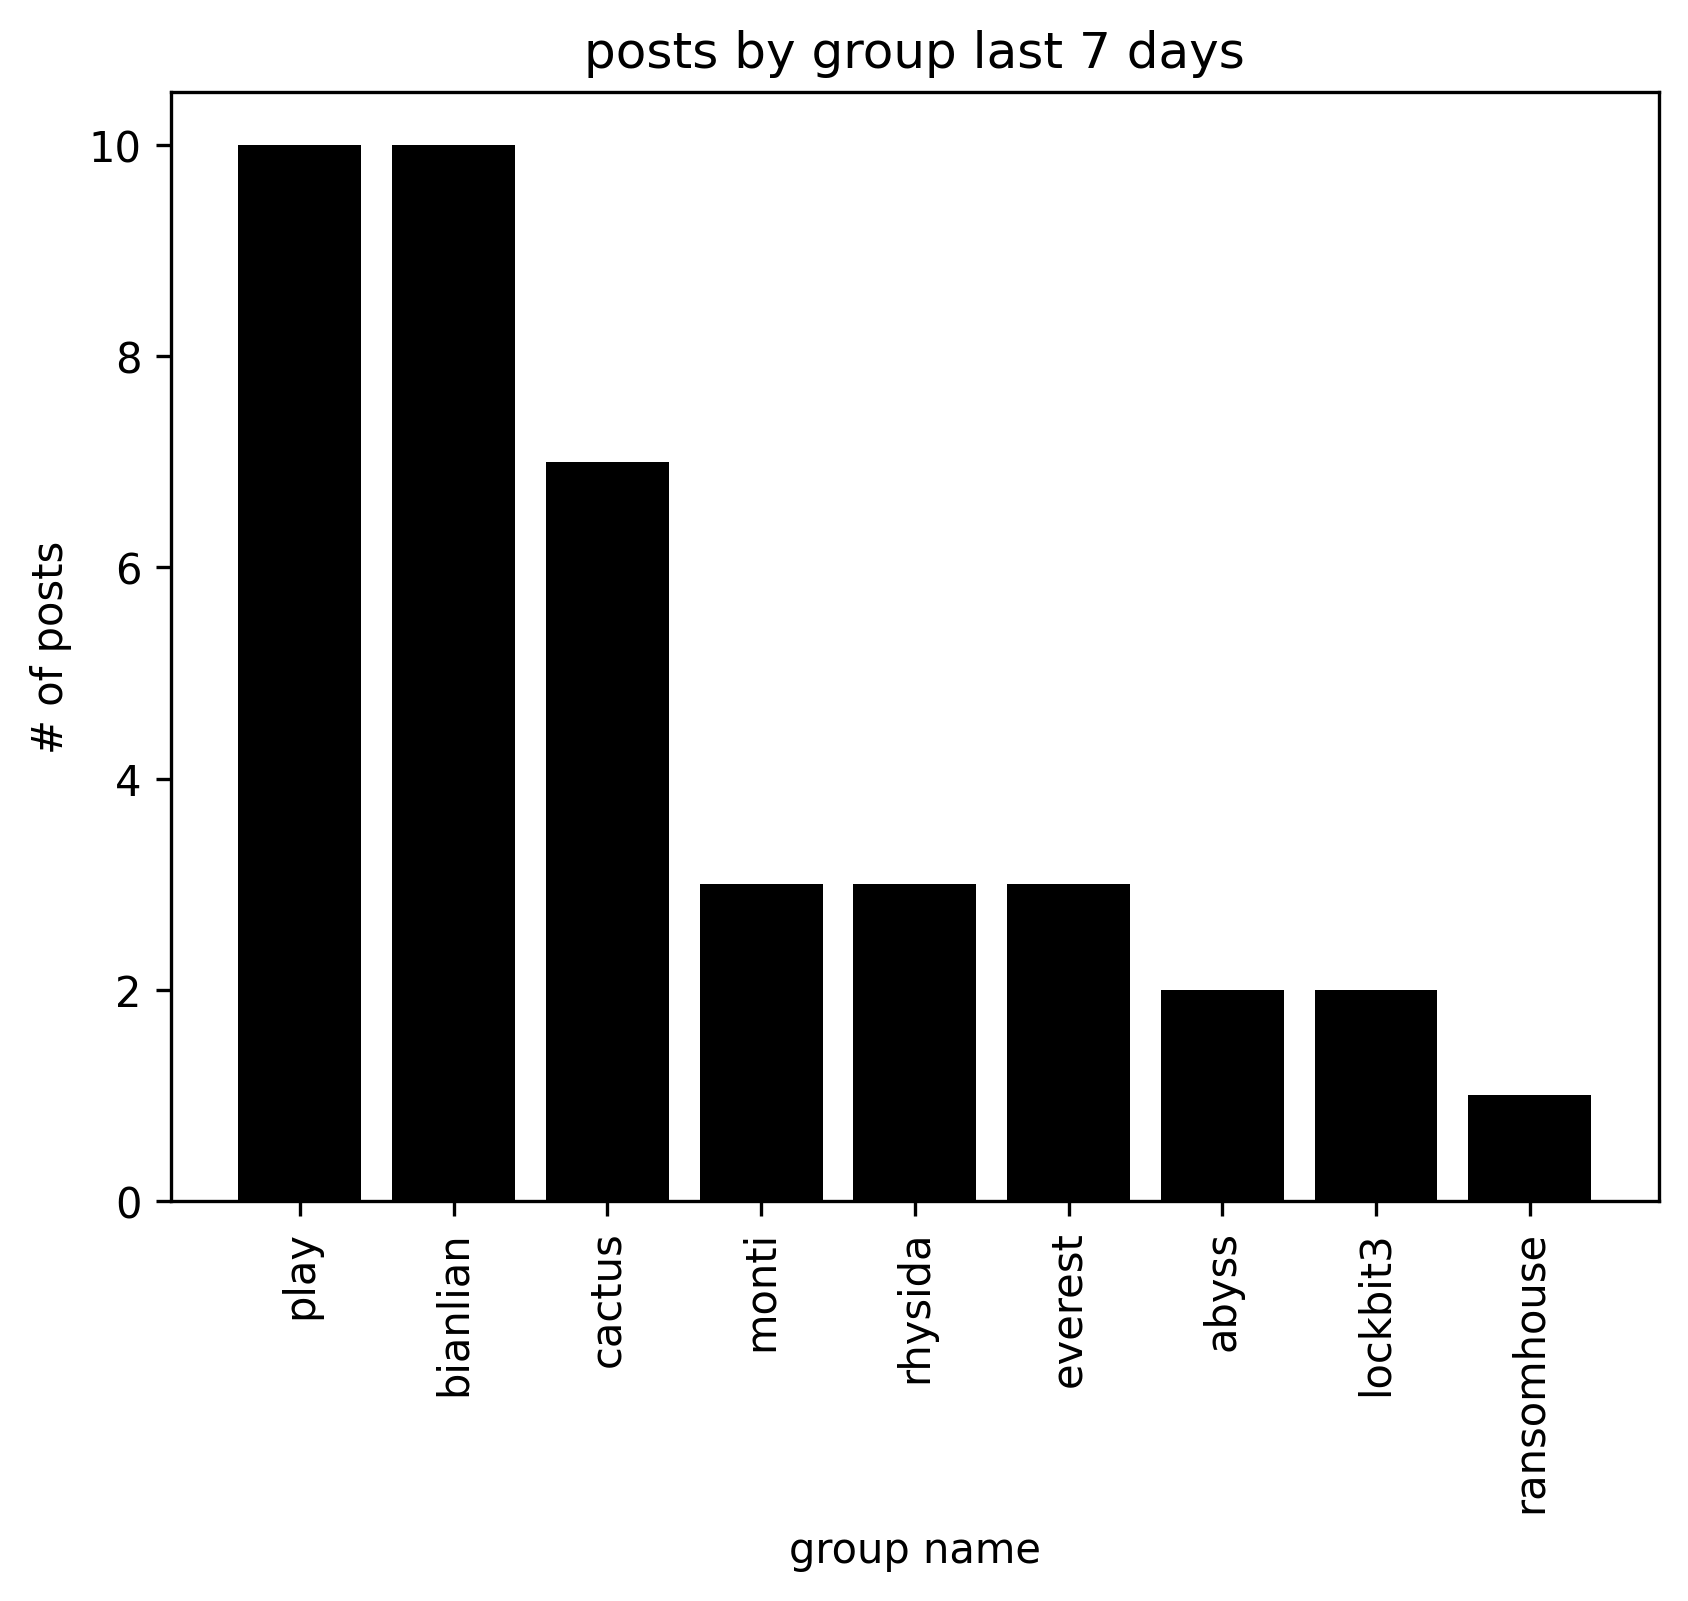 posts by group last 7 days
10
8
6
4
2
0
# of posts
play
bianlian
cactus
monti
rhysida
everest
abyss
lockbit3
ransomhouse
group name